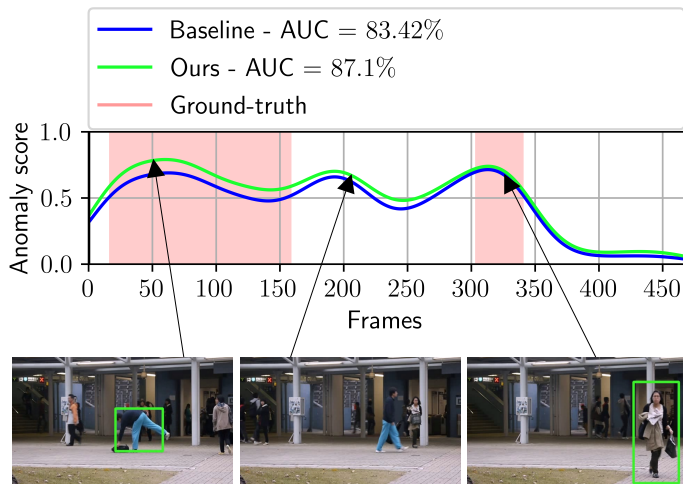 Baseline - AUC = 83.42%
Ours - AUC = 87.1%
Ground-truth
Anomaly score
1.0
0.5
0.0
0 50 100 150 200 250 300 350 400 450
Frames